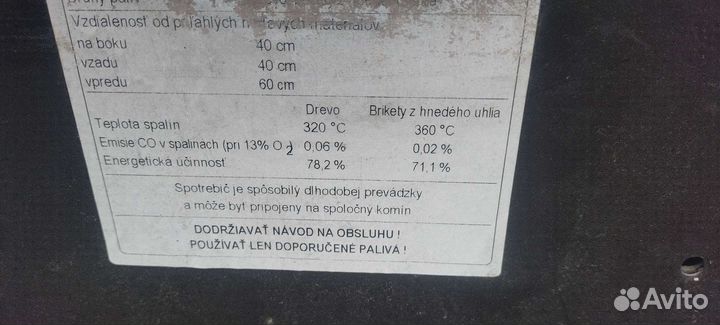 Vzdialenosť od priľahlých materiálov
na boku 40 cm
vzadu 40 cm
vpredu 60 cm
Drevo Brikety z hnedého uhlia
Teplota spalín 320 °C 360 °C
Emisie CO v spalinách (pri 13% O2) 0,06 % 0,02 %
Energetická účinnosť 78,2 % 71,1 %
Spotrebič je spôsobilý dlhodobej prevádzky
a môže byť pripojený na spoločný komín
DODRŽIAVAŤ NÁVOD NA OBSLUHU !
POUŽÍVAŤ LEN DOPORUČENÉ PALIVÁ !
Avito